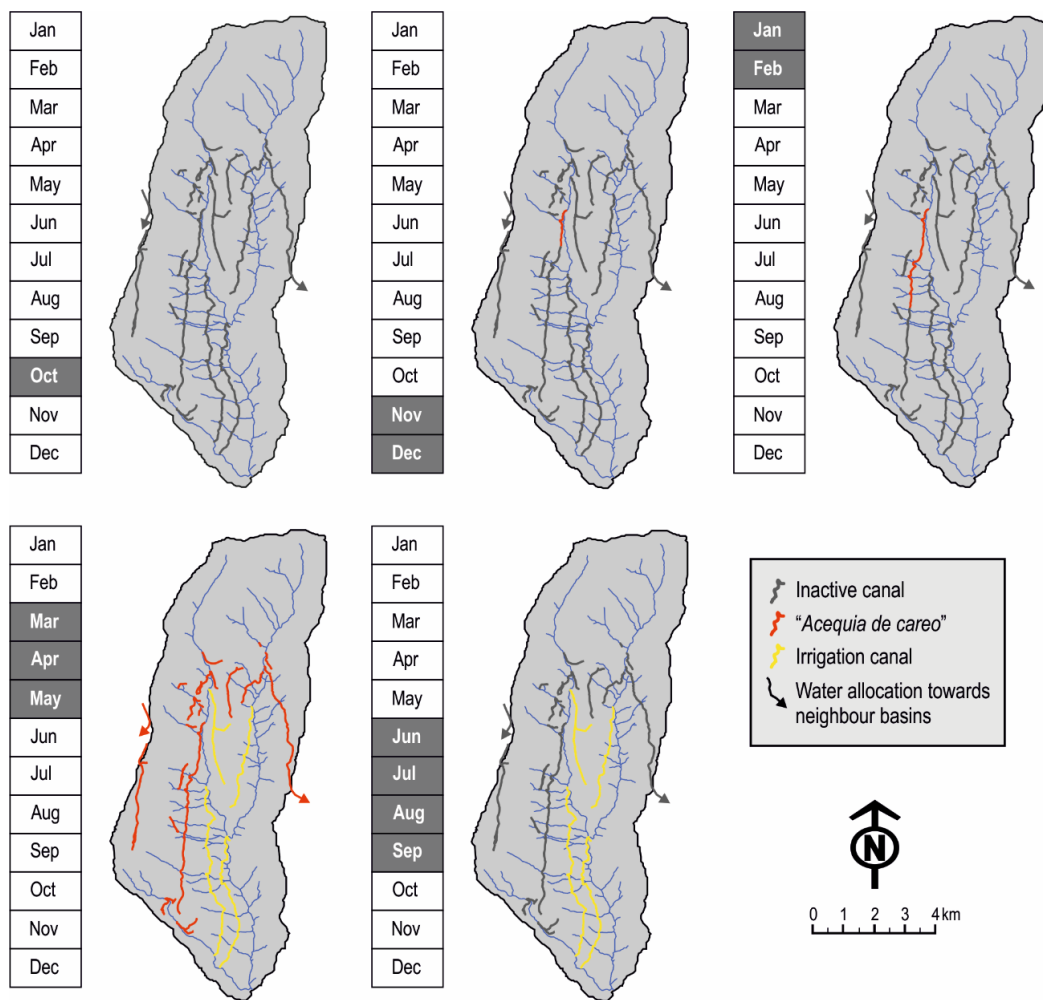 Jan
Feb
Mar
Apr
May
Jun
Jul
Aug
Sep
Oct
Nov
Dec
Jan
Feb
Mar
Apr
May
Jun
Jul
Aug
Sep
Oct
Nov
Dec
Jan
Feb
Mar
Apr
May
Jun
Jul
Aug
Sep
Oct
Nov
Dec
Jan
Feb
Mar
Apr
May
Jun
Jul
Aug
Sep
Oct
Nov
Dec
Jan
Feb
Mar
Apr
May
Jun
Jul
Aug
Sep
Oct
Nov
Dec
Inactive canal
"Acequia de careo"
Irrigation canal
Water allocation towards
neighbour basins
N
0 1 2 3 4 km